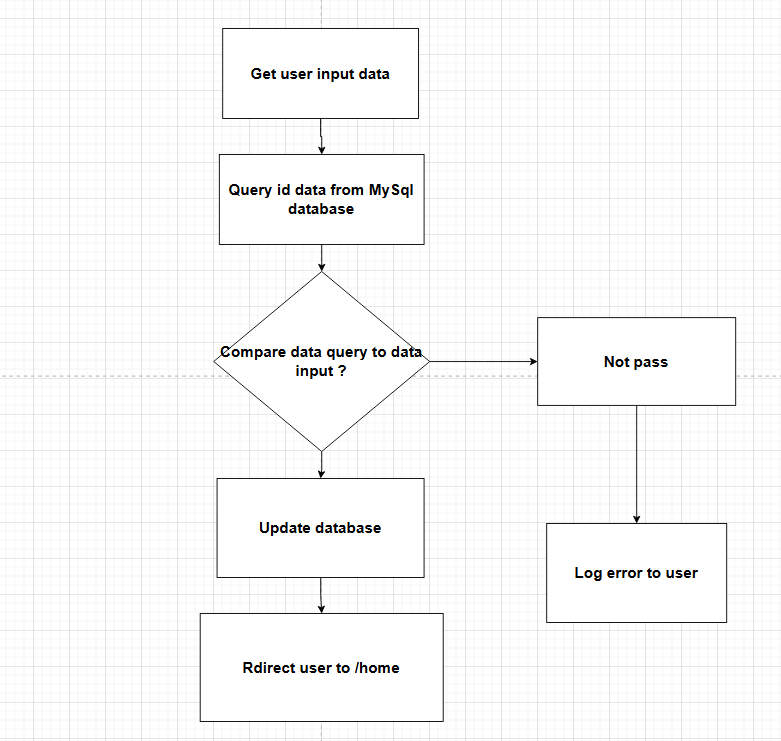 Get user input data
Query id data from MySql
database
Compare data query to data
input ?
Not pass
Update database
Log error to user
Rdirect user to /home